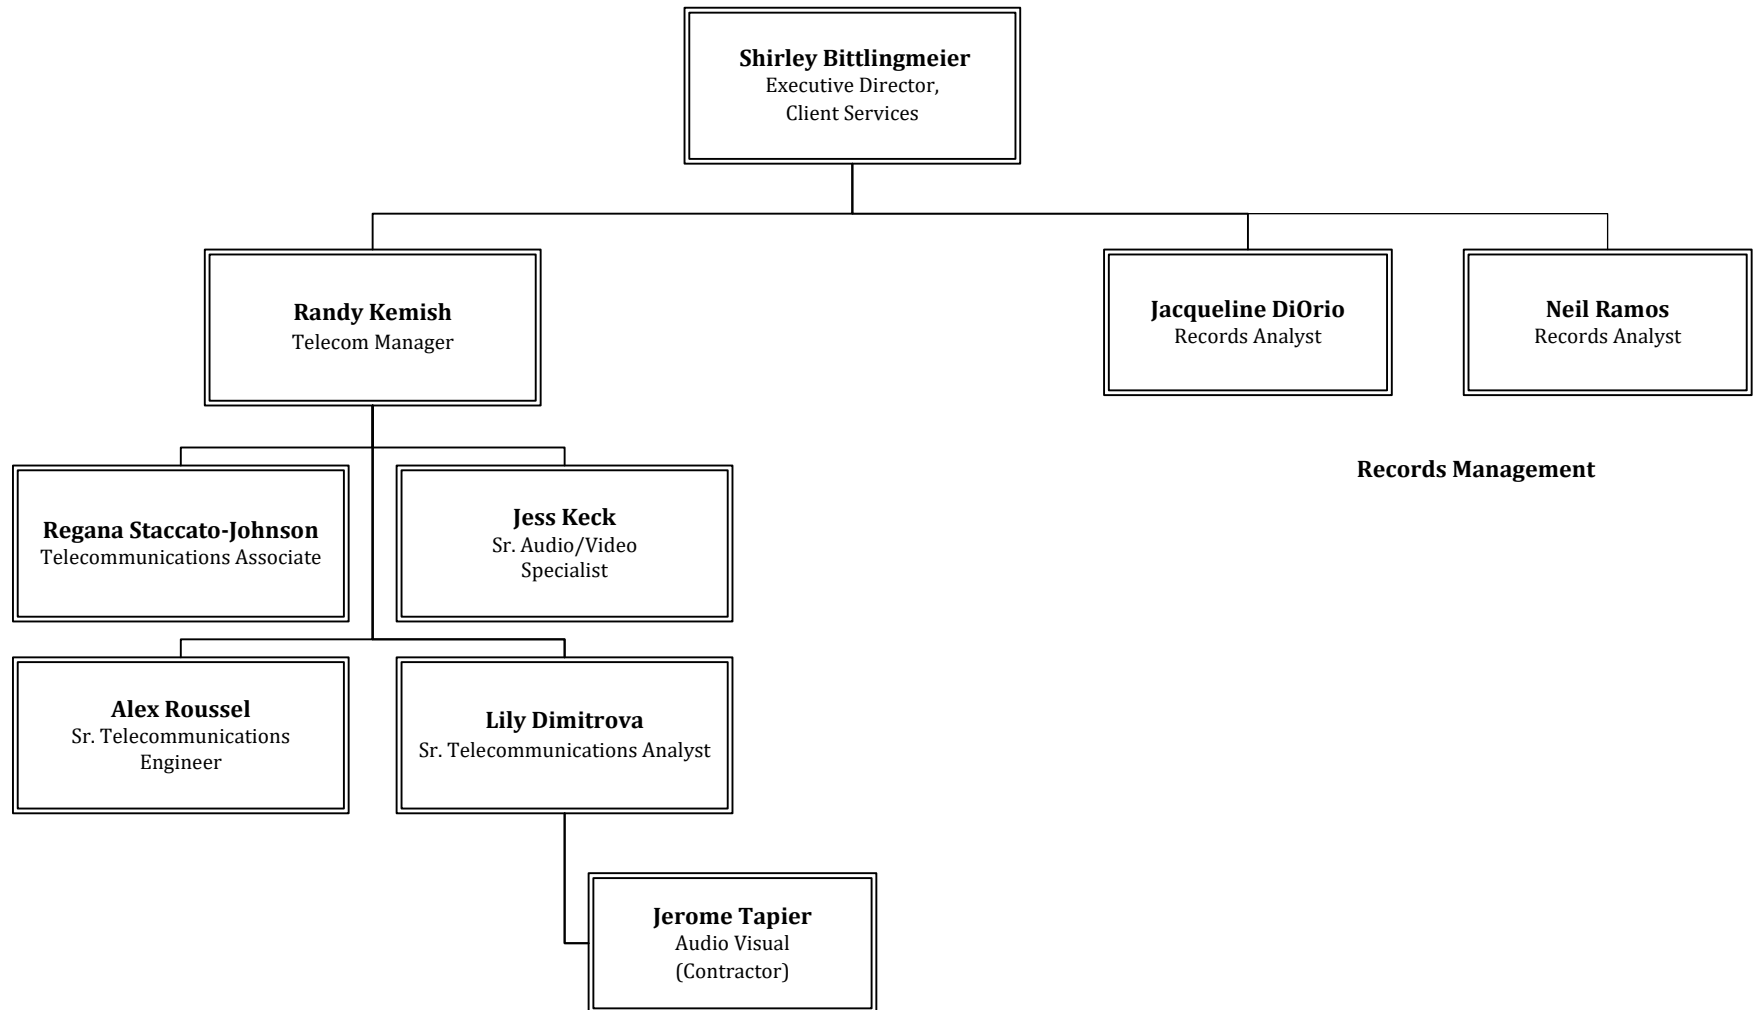 Shirley Bittlingmeier
Executive Director,
Client Services
Randy Kemish
Telecom Manager
Jacqueline DiOrio
Records Analyst
Neil Ramos
Records Analyst
Records Management
Regana Staccato-Johnson
Telecommunications Associate
Jess Keck
Sr. Audio/Video
Specialist
Alex Roussel
Sr. Telecommunications
Engineer
Lily Dimitrova
Sr. Telecommunications Analyst
Jerome Tapier
Audio Visual
(Contractor)